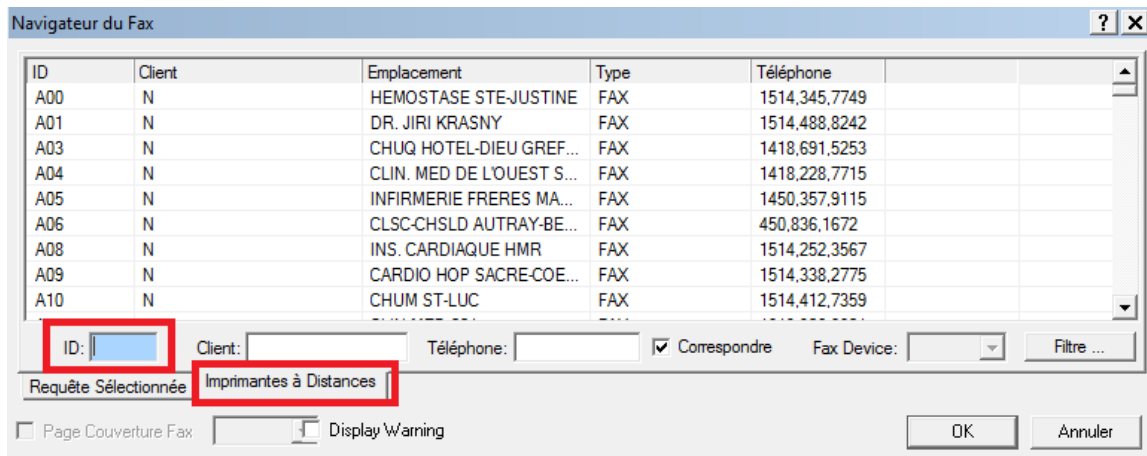 Navigateur du Fax
ID Client Emplacement Type Téléphone
A00 N HEMOSTASE STE-JUSTINE FAX 1514,345,7749
A01 N DR. JIRI KRASNY FAX 1514,488,8242
A03 N CHUQ HOTEL-DIEU GREF... FAX 1418,691,5253
A04 N CLIN. MED DE L'OUEST S... FAX 1418,228,7715
A05 N INFIRMERIE FRERES MA... FAX 1450,357,9115
A06 N CLSC-CHSLD AUTRAY-BE... FAX 450,836,1672
A08 N INS. CARDIAQUE HMR FAX 1514,252,3567
A09 N CARDIO HOP SACRE-COE... FAX 1514,338,2775
A10 N CHUM ST-LUC FAX 1514,412,7359
ID: Client: Téléphone: Correspondre Fax Device: Filtre ...
Requête Sélectionnée Imprimantes à Distances
Page Couverture Fax Display Warning OK Annuler